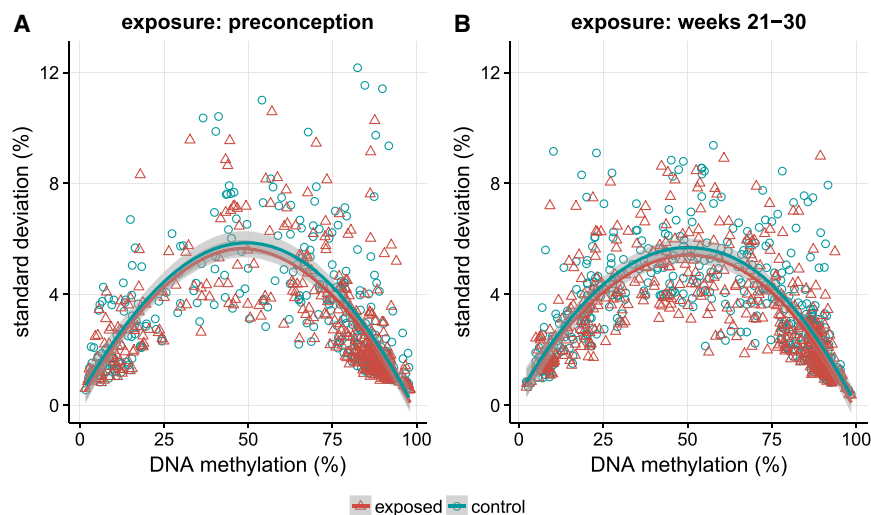 A exposure: preconception
B exposure: weeks 21−30
standard deviation (%)
12
8
4
0
0 25 50 75 100
DNA methylation (%)
standard deviation (%)
12
8
4
0
0 25 50 75 100
DNA methylation (%)
exposed control